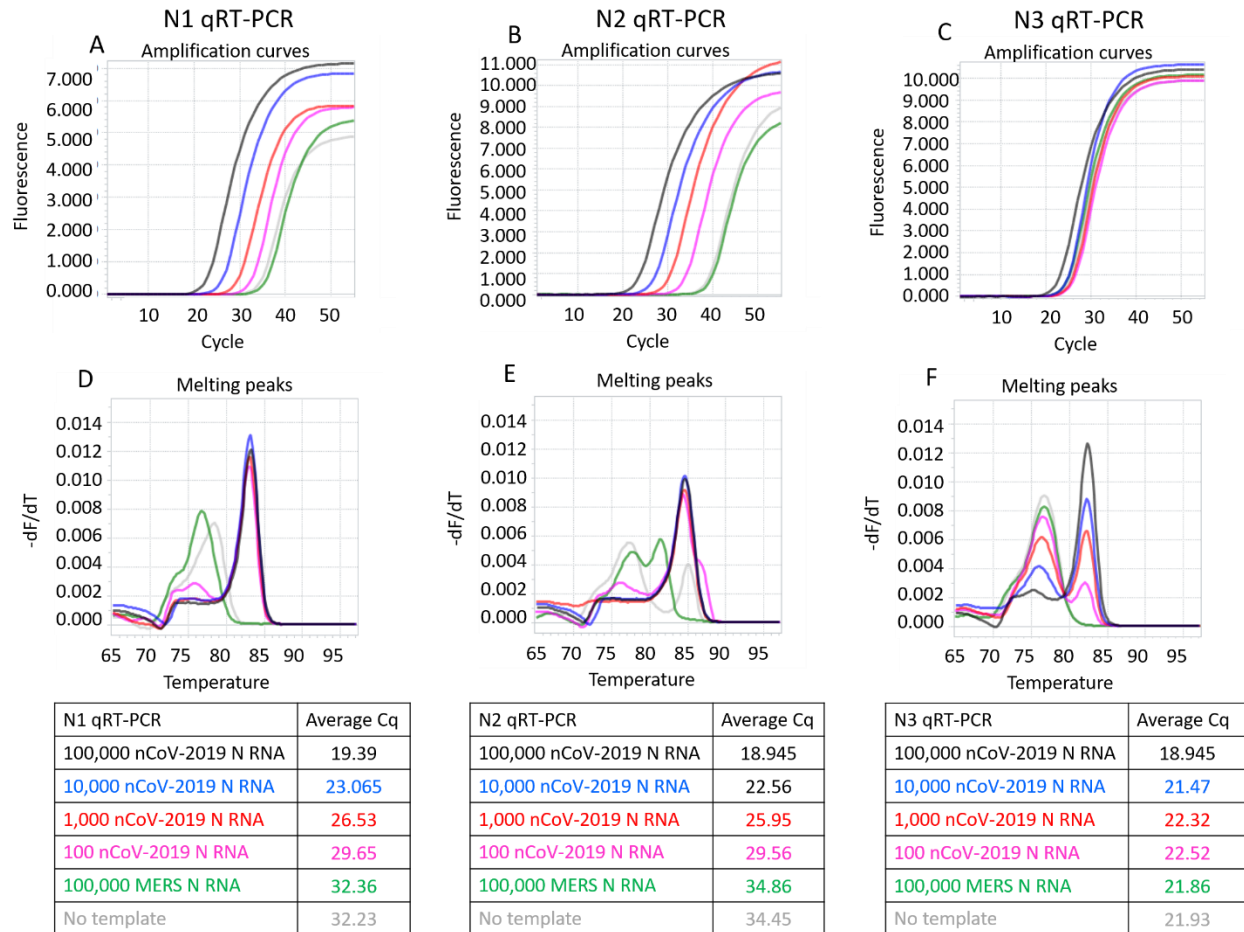 N1 qRT-PCR
N2 qRT-PCR
N3 qRT-PCR
A
Amplification curves
7.000
6.000
5.000
4.000
3.000
2.000
1.000
0.000
Fluorescence
10 20 30 40 50
Cycle
B
Amplification curves
11.000
10.000
9.000
8.000
7.000
6.000
5.000
4.000
3.000
2.000
1.000
0.000
Fluorescence
10 20 30 40 50
Cycle
C
Amplification curves
10.000
9.000
8.000
7.000
6.000
5.000
4.000
3.000
2.000
1.000
0.000
Fluorescence
10 20 30 40 50
Cycle
D
Melting peaks
0.014
0.012
0.010
0.008
0.006
0.004
0.002
0.000
-dF/dT
65 70 75 80 85 90 95
Temperature
E
Melting peaks
0.014
0.012
0.010
0.008
0.006
0.004
0.002
0.000
-dF/dT
65 70 75 80 85 90 95
Temperature
F
Melting peaks
0.014
0.012
0.010
0.008
0.006
0.004
0.002
0.000
-dF/dT
65 70 75 80 85 90 95
Temperature
N1 qRT-PCR Average Cq
100,000 nCoV-2019 N RNA 19.39
10,000 nCoV-2019 N RNA 23.065
1,000 nCoV-2019 N RNA 26.53
100 nCoV-2019 N RNA 29.65
100,000 MERS N RNA 32.36
No template 32.23
N2 qRT-PCR Average Cq
100,000 nCoV-2019 N RNA 18.945
10,000 nCoV-2019 N RNA 22.56
1,000 nCoV-2019 N RNA 25.95
100 nCoV-2019 N RNA 29.56
100,000 MERS N RNA 34.86
No template 34.45
N3 qRT-PCR Average Cq
100,000 nCoV-2019 N RNA 18.945
10,000 nCoV-2019 N RNA 21.47
1,000 nCoV-2019 N RNA 22.32
100 nCoV-2019 N RNA 22.52
100,000 MERS N RNA 21.86
No template 21.93